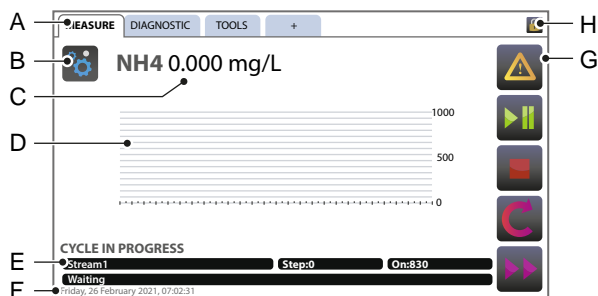 A MEASURE DIAGNOSTIC TOOLS + H
B NH4 0.000 mg/L G
C
1000
D
500
0
CYCLE IN PROGRESS
E Stream1 Step:0 On:830
Waiting
F Friday, 26 February 2021, 07:02:31